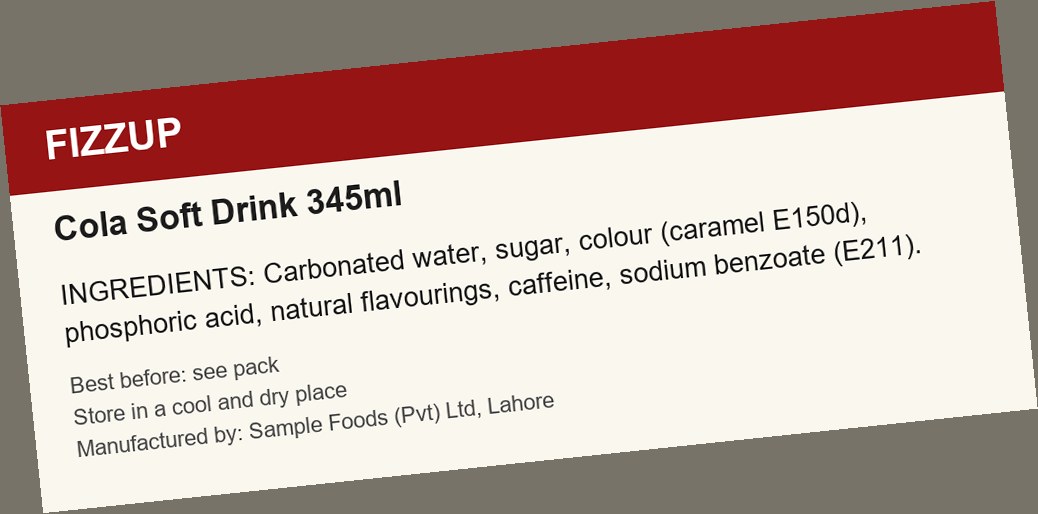 FIZZUP
Cola Soft Drink 345ml
INGREDIENTS: Carbonated water, sugar, colour (caramel E150d),
phosphoric acid, natural flavourings, caffeine, sodium benzoate (E211).
Best before: see pack
Store in a cool and dry place
Manufactured by: Sample Foods (Pvt) Ltd, Lahore